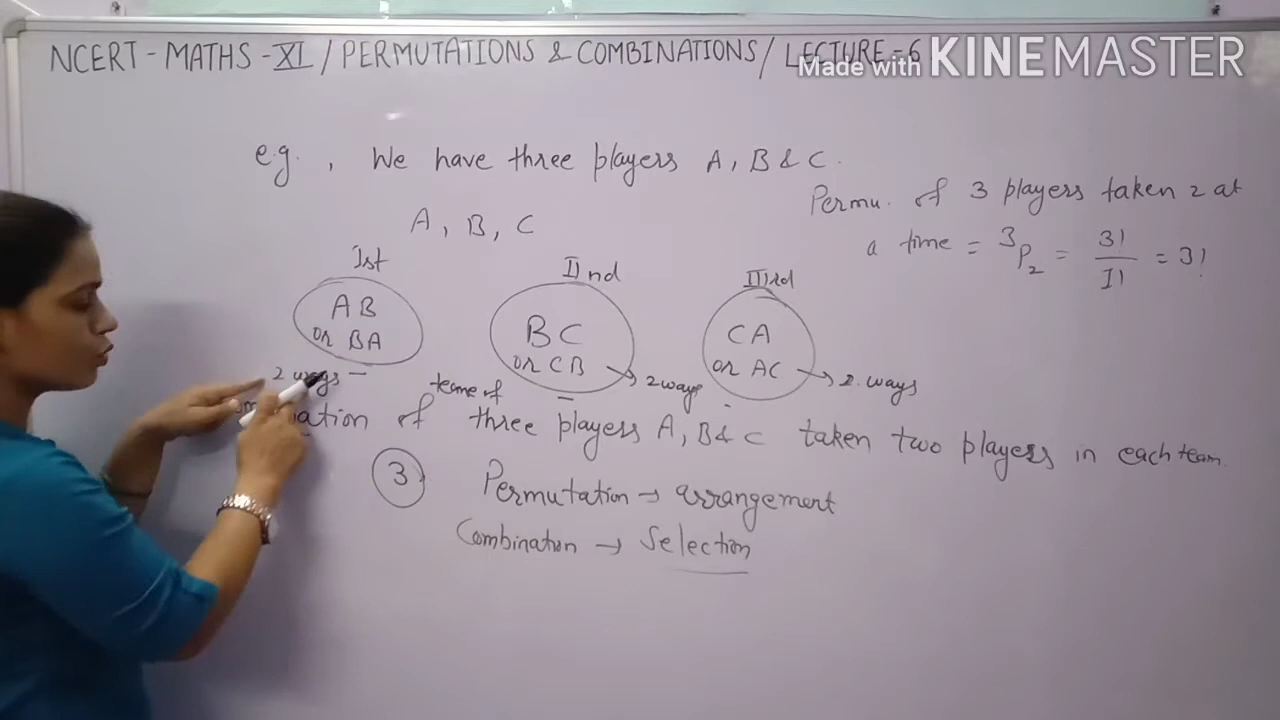 NCERT - MATHS - XI / PERMUTATIONS & COMBINATIONS / LECTURE - 6
Made with KINEMASTER
e.g. , We have three players A, B & C.
A, B, C
Permu. of 3 players taken 2 at
a time = 3P2 = 3! / 1! = 3!
Ist
AB
or BA
2 ways
IInd
BC
or CB → 2 ways
IIIrd
CA
or AC → 2 ways
teame of
three players A, B & C taken two players in each team.
3
Permutation → arrangement
Combination → Selection